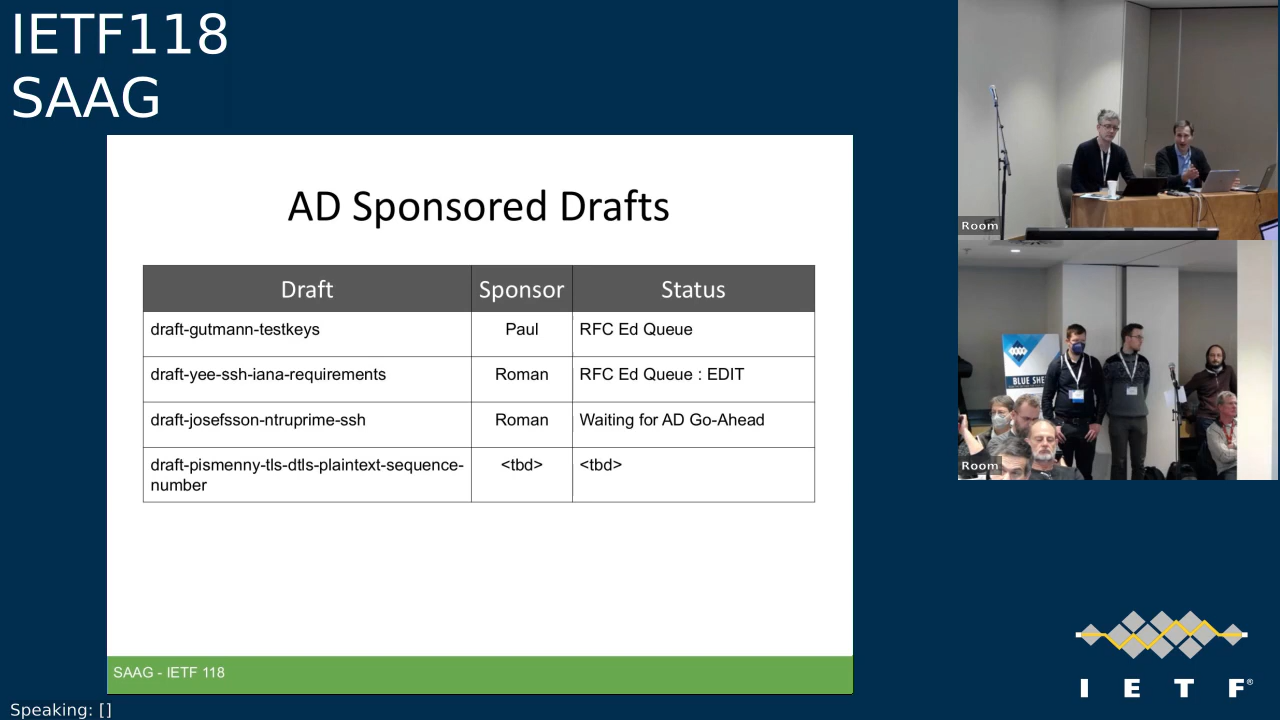 IETF118
SAAG
AD Sponsored Drafts
Draft Sponsor Status
draft-gutmann-testkeys Paul RFC Ed Queue
draft-yee-ssh-iana-requirements Roman RFC Ed Queue : EDIT
draft-josefsson-ntruprime-ssh Roman Waiting for AD Go-Ahead
draft-pismenny-tls-dtls-plaintext-sequence- <tbd> <tbd>
number
SAAG - IETF 118
Speaking: []
Room
BLUE SHE
Room
I E T F®